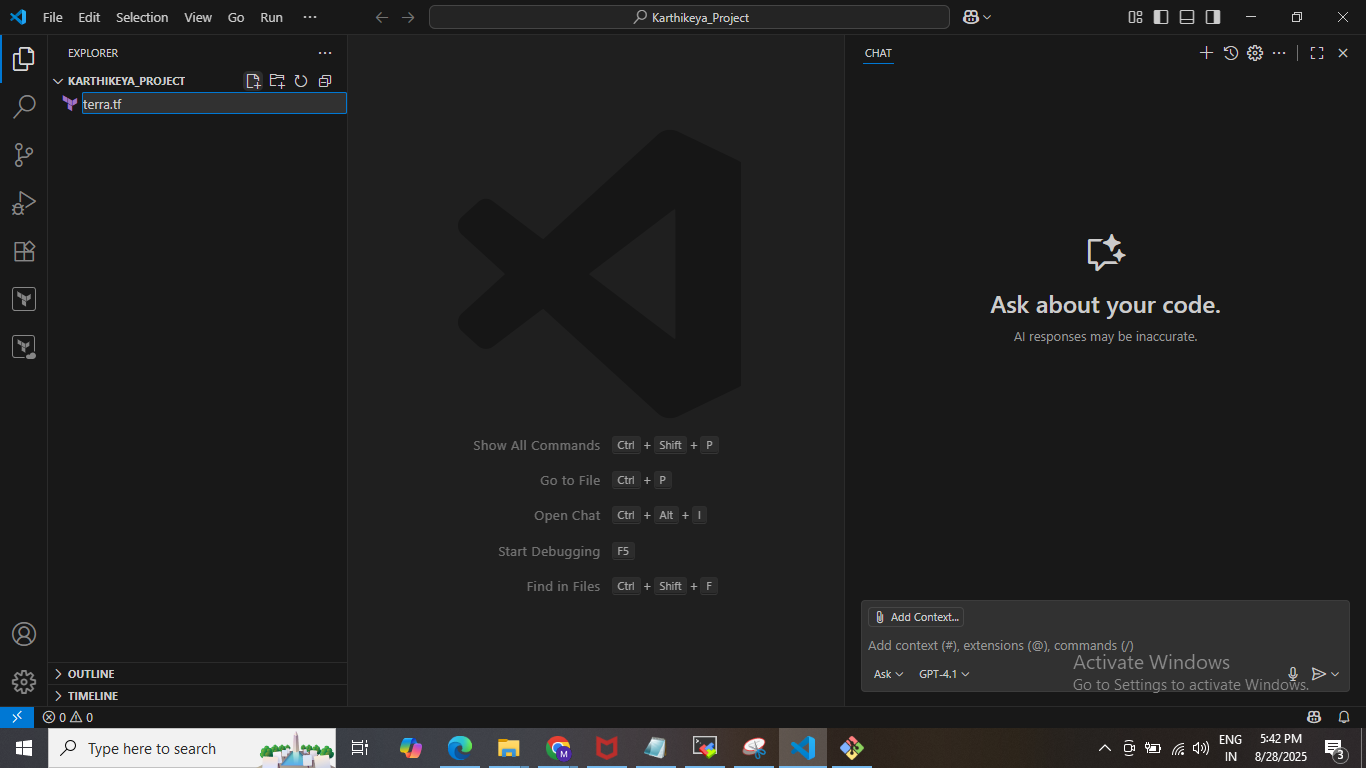 File Edit Selection View Go Run ···
Karthikeya_Project
EXPLORER
KARTHIKEYA_PROJECT
terra.tf
Show All Commands Ctrl + Shift + P
Go to File Ctrl + P
Open Chat Ctrl + Alt + I
Start Debugging F5
Find in Files Ctrl + Shift + F
OUTLINE
TIMELINE
CHAT
Ask about your code.
AI responses may be inaccurate.
Add Context...
Add context (#), extensions (@), commands (/)
Ask GPT-4.1
Activate Windows
Go to Settings to activate Windows.
0 0
Type here to search
M
ENG
IN
5:42 PM
8/28/2025
3